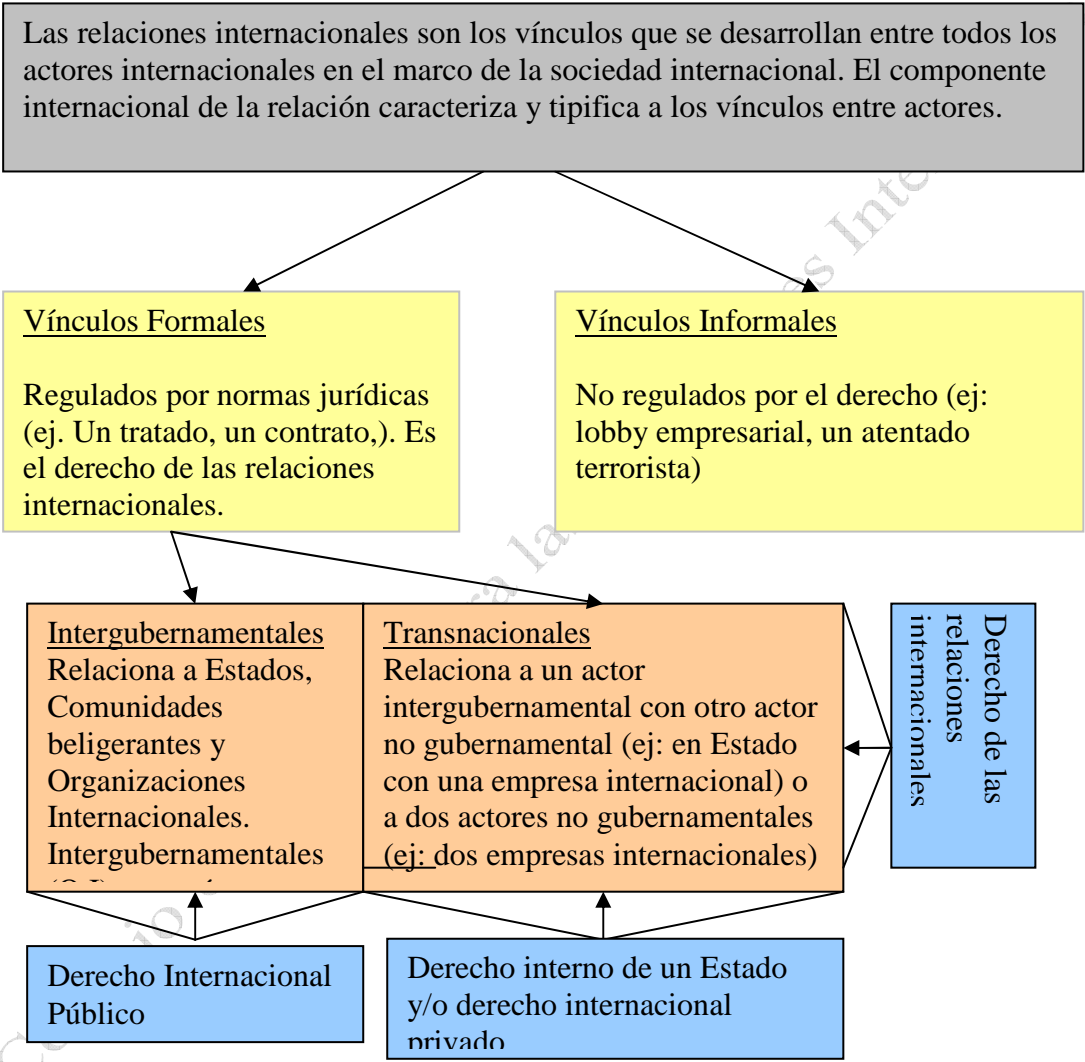 Las relaciones internacionales son los vínculos que se desarrollan entre todos los
actores internacionales en el marco de la sociedad internacional. El componente
internacional de la relación caracteriza y tipifica a los vínculos entre actores.
Vínculos Formales
Regulados por normas jurídicas
(ej. Un tratado, un contrato,). Es
el derecho de las relaciones
internacionales.
Vínculos Informales
No regulados por el derecho (ej:
lobby empresarial, un atentado
terrorista)
Intergubernamentales
Relaciona a Estados,
Comunidades
beligerantes y
Organizaciones
Internacionales.
Intergubernamentales
Transnacionales
Relaciona a un actor
intergubernamental con otro actor
no gubernamental (ej: en Estado
con una empresa internacional) o
a dos actores no gubernamentales
(ej: dos empresas internacionales)
Derecho de las
relaciones
internacionales
Derecho Internacional
Público
Derecho interno de un Estado
y/o derecho internacional
privado